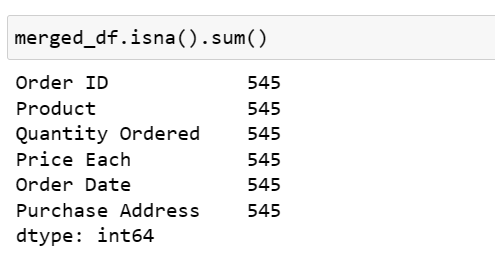 merged_df.isna().sum()
Order ID 545
Product 545
Quantity Ordered 545
Price Each 545
Order Date 545
Purchase Address 545
dtype: int64